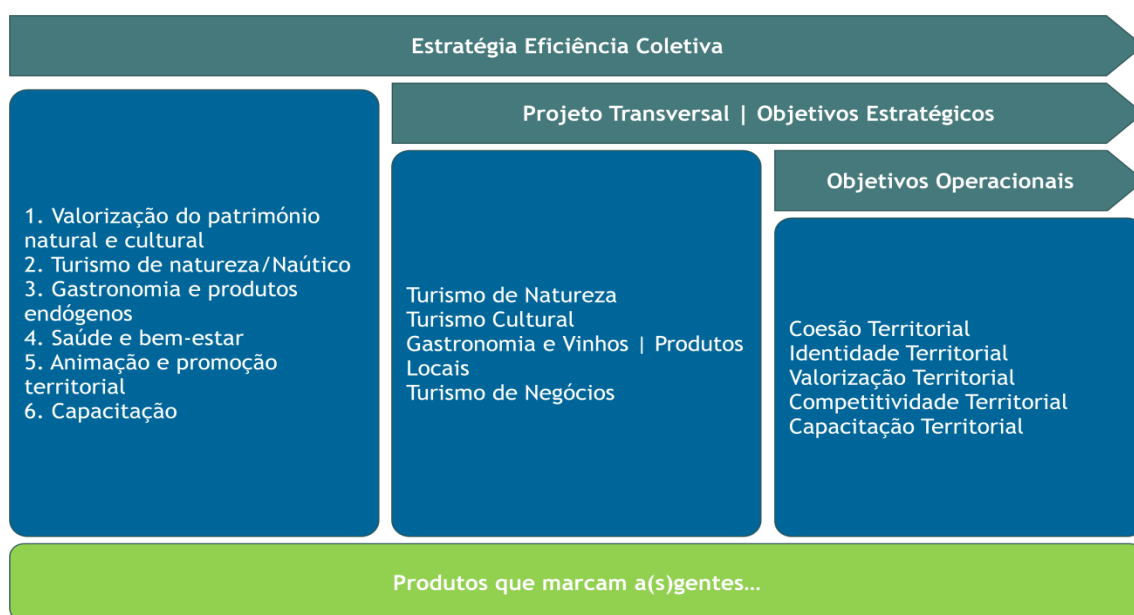 Estratégia Eficiência Coletiva
Projeto Transversal | Objetivos Estratégicos
Objetivos Operacionais
1. Valorização do património
natural e cultural
2. Turismo de natureza/Naútico
3. Gastronomia e produtos
endógenos
4. Saúde e bem-estar
5. Animação e promoção
territorial
6. Capacitação
Turismo de Natureza
Turismo Cultural
Gastronomia e Vinhos | Produtos
Locais
Turismo de Negócios
Coesão Territorial
Identidade Territorial
Valorização Territorial
Competitividade Territorial
Capacitação Territorial
Produtos que marcam a(s)gentes…